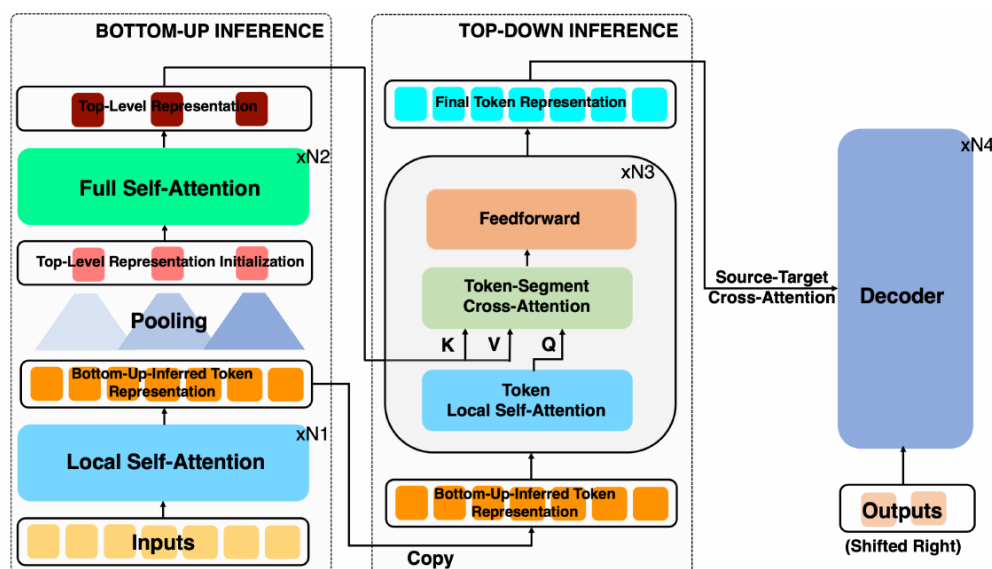 BOTTOM-UP INFERENCE
Top-Level Representation
xN2
Full Self-Attention
Top-Level Representation Initialization
Pooling
Bottom-Up-Inferred Token
Representation
xN1
Local Self-Attention
Inputs
Copy
TOP-DOWN INFERENCE
Final Token Representation
xN3
Feedforward
Token-Segment
Cross-Attention
K
V
Q
Token
Local Self-Attention
Bottom-Up-Inferred Token
Representation
Source-Target
Cross-Attention
xN4
Decoder
Outputs
(Shifted Right)